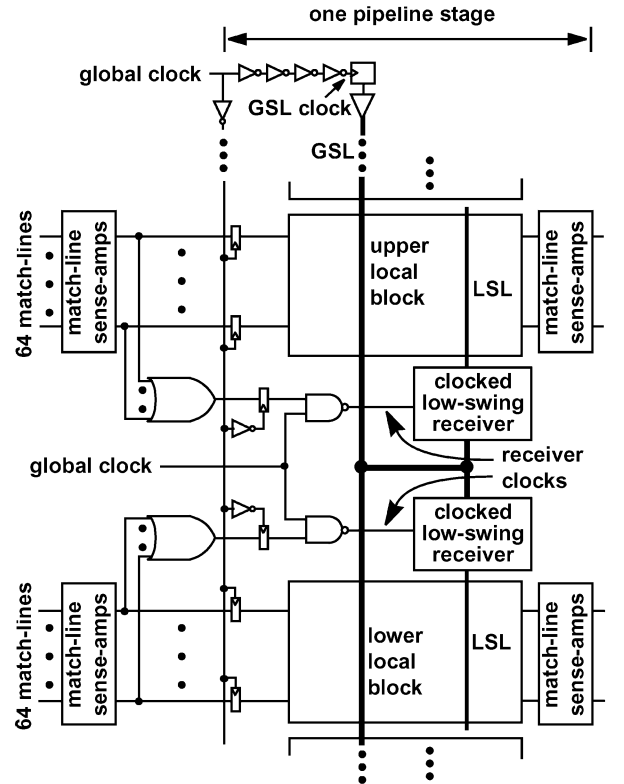 one pipeline stage
global clock
GSL clock
GSL
64 match-lines
match-line
sense-amps
upper
local
block
LSL
match-line
sense-amps
clocked
low-swing
receiver
global clock
receiver
clocks
clocked
low-swing
receiver
64 match-lines
match-line
sense-amps
lower
local
block
LSL
match-line
sense-amps